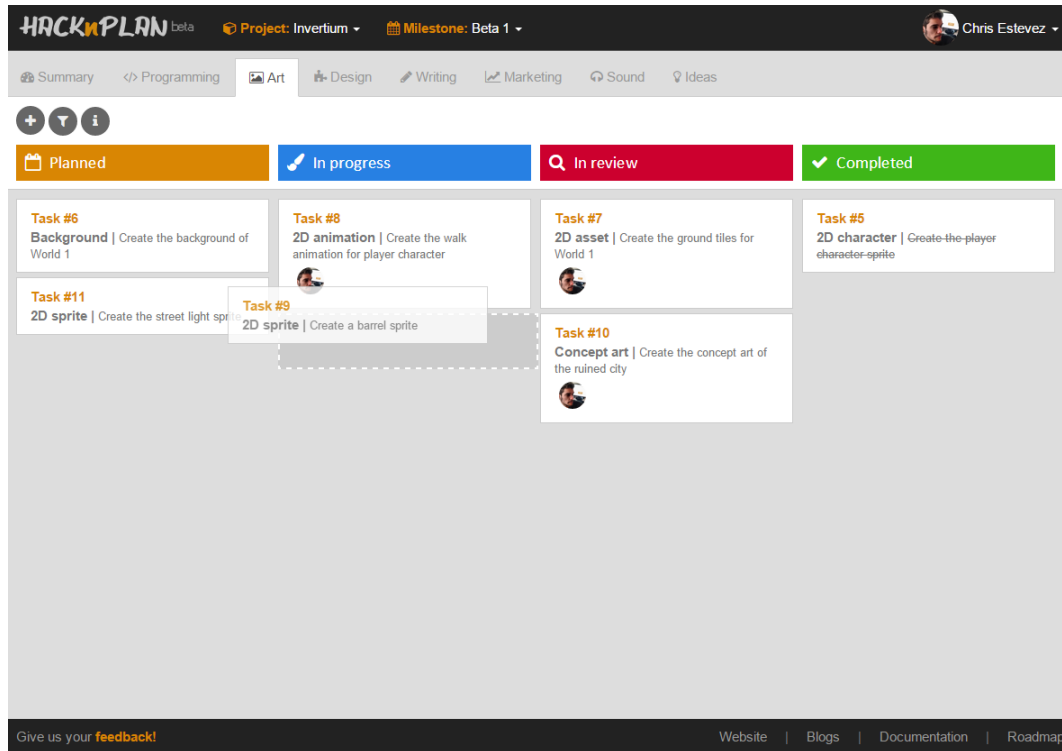 HACKNPLAN beta Project: Invertium Milestone: Beta 1 Chris Estevez
Summary Programming Art Design Writing Marketing Sound Ideas
Planned
In progress
In review
Completed
Task #6
Background | Create the background of
World 1
Task #11
2D sprite | Create the street light sprite
Task #8
2D animation | Create the walk
animation for player character
Task #9
2D sprite | Create a barrel sprite
Task #7
2D asset | Create the ground tiles for
World 1
Task #10
Concept art | Create the concept art of
the ruined city
Task #5
2D character | Create the player
character sprite
Give us your feedback!
Website | Blogs | Documentation | Roadmap